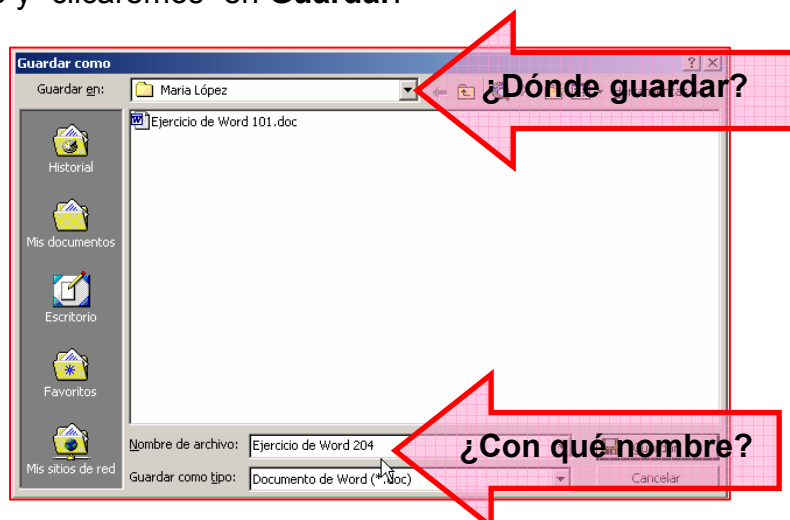 y clicaremos en Guardar.
Guardar como
Guardar en: Maria López
¿Dónde guardar?
Ejercicio de Word 101.doc
Historial
Mis documentos
Escritorio
Favoritos
Mis sitios de red
Nombre de archivo: Ejercicio de Word 204
¿Con qué nombre?
Guardar como tipo: Documento de Word (*.doc)
Cancelar